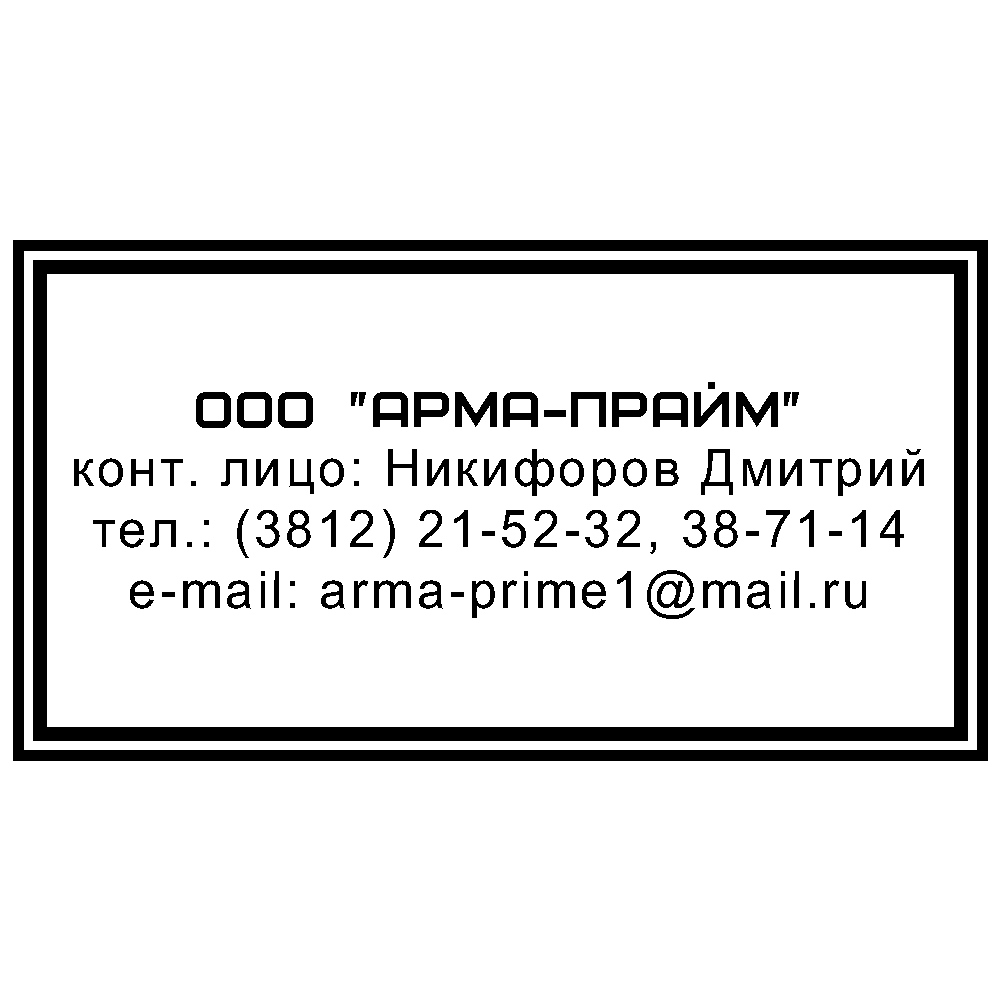 ООО "АРМА-ПРАЙМ"
конт. лицо: Никифоров Дмитрий
тел.: (3812) 21-52-32, 38-71-14
e-mail: arma-prime1@mail.ru